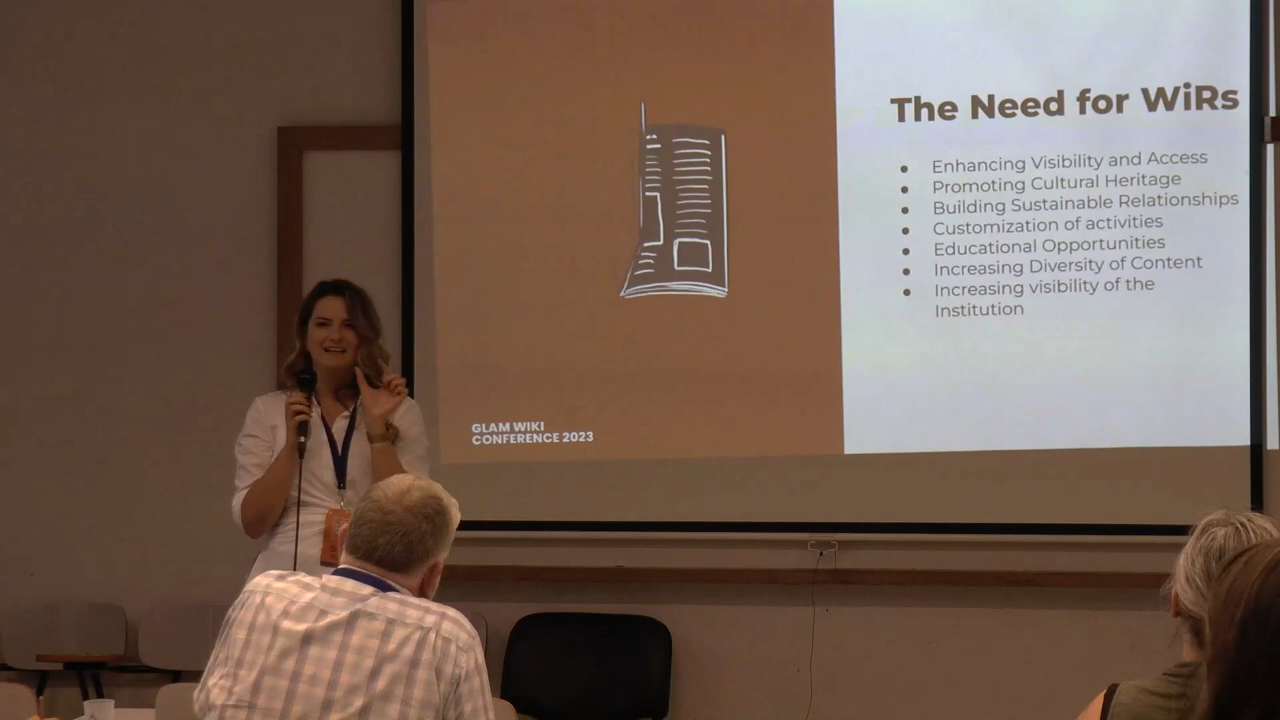 The Need for WiRs
● Enhancing Visibility and Access
● Promoting Cultural Heritage
● Building Sustainable Relationships
● Customization of activities
● Educational Opportunities
● Increasing Diversity of Content
● Increasing visibility of the
Institution
GLAM WIKI
CONFERENCE 2023